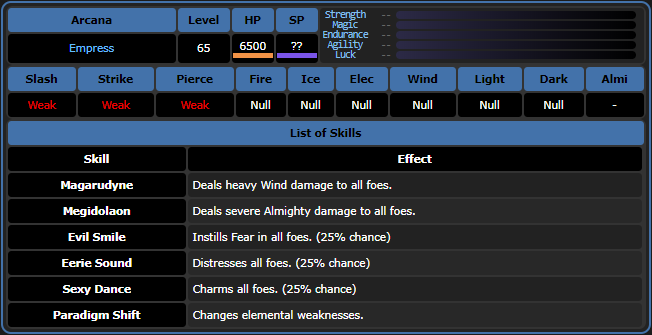 Arcana Level HP SP
Empress 65 6500 ??
Strength --
Magic --
Endurance --
Agility --
Luck --
Slash Strike Pierce Fire Ice Elec Wind Light Dark Almi
Weak Weak Weak Null Null Null Null Null Null -
List of Skills
Skill Effect
Magarudyne Deals heavy Wind damage to all foes.
Megidolaon Deals severe Almighty damage to all foes.
Evil Smile Instills Fear in all foes. (25% chance)
Eerie Sound Distresses all foes. (25% chance)
Sexy Dance Charms all foes. (25% chance)
Paradigm Shift Changes elemental weaknesses.